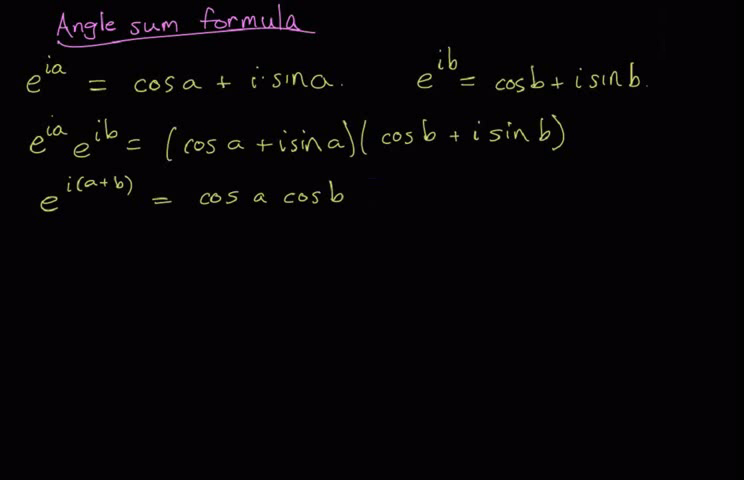 Angle sum formula
e^{ia} = cos a + i·sin a. e^{ib} = cos b + i sin b.
e^{ia} e^{ib} = (cos a + i sin a)(cos b + i sin b)
e^{i(a+b)} = cos a cos b